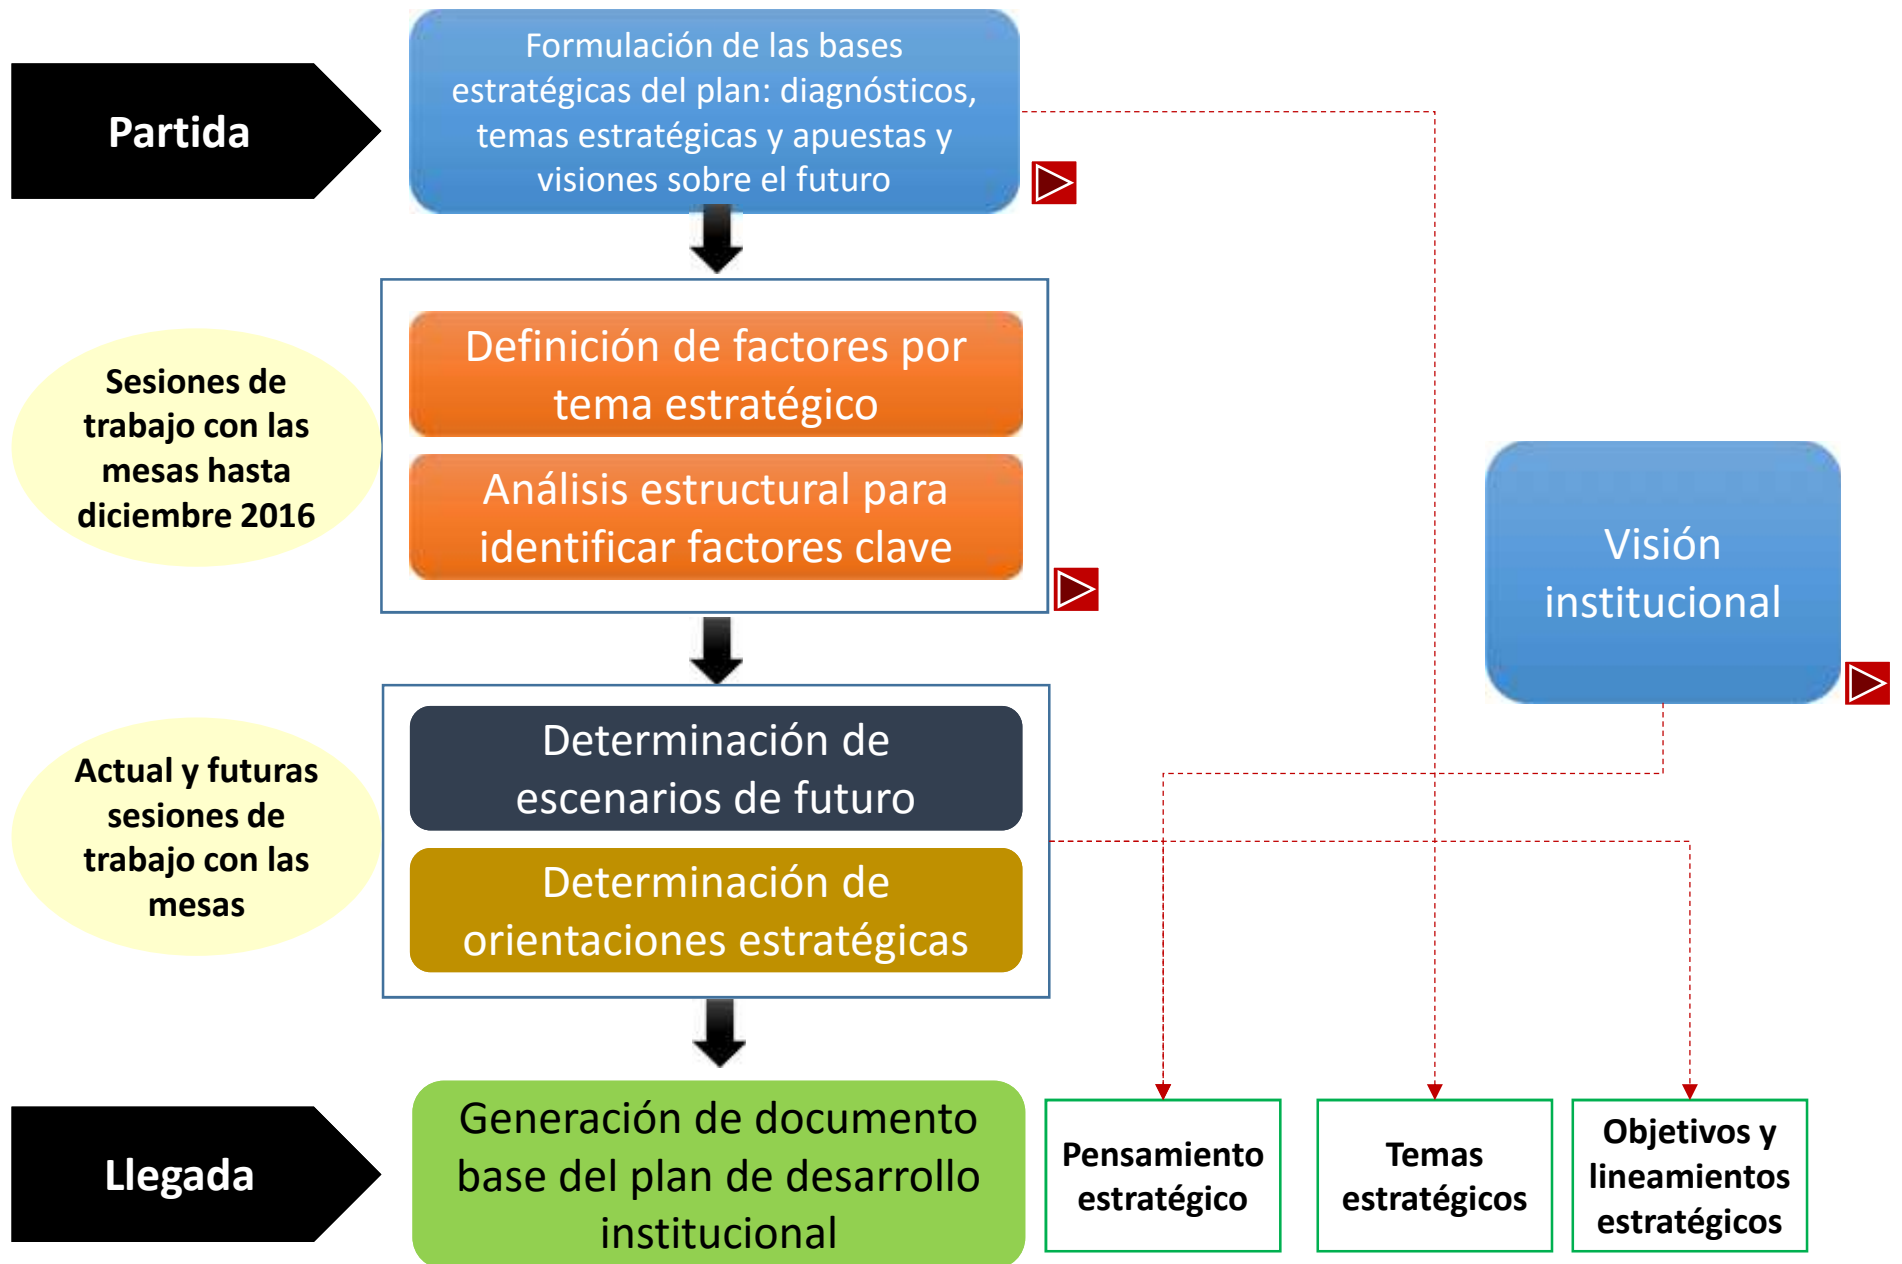 Partida
Formulación de las bases
estratégicas del plan: diagnósticos,
temas estratégicas y apuestas y
visiones sobre el futuro
Sesiones de
trabajo con las
mesas hasta
diciembre 2016
Definición de factores por
tema estratégico
Análisis estructural para
identificar factores clave
Visión
institucional
Actual y futuras
sesiones de
trabajo con las
mesas
Determinación de
escenarios de futuro
Determinación de
orientaciones estratégicas
Llegada
Generación de documento
base del plan de desarrollo
institucional
Pensamiento
estratégico
Temas
estratégicos
Objetivos y
lineamientos
estratégicos